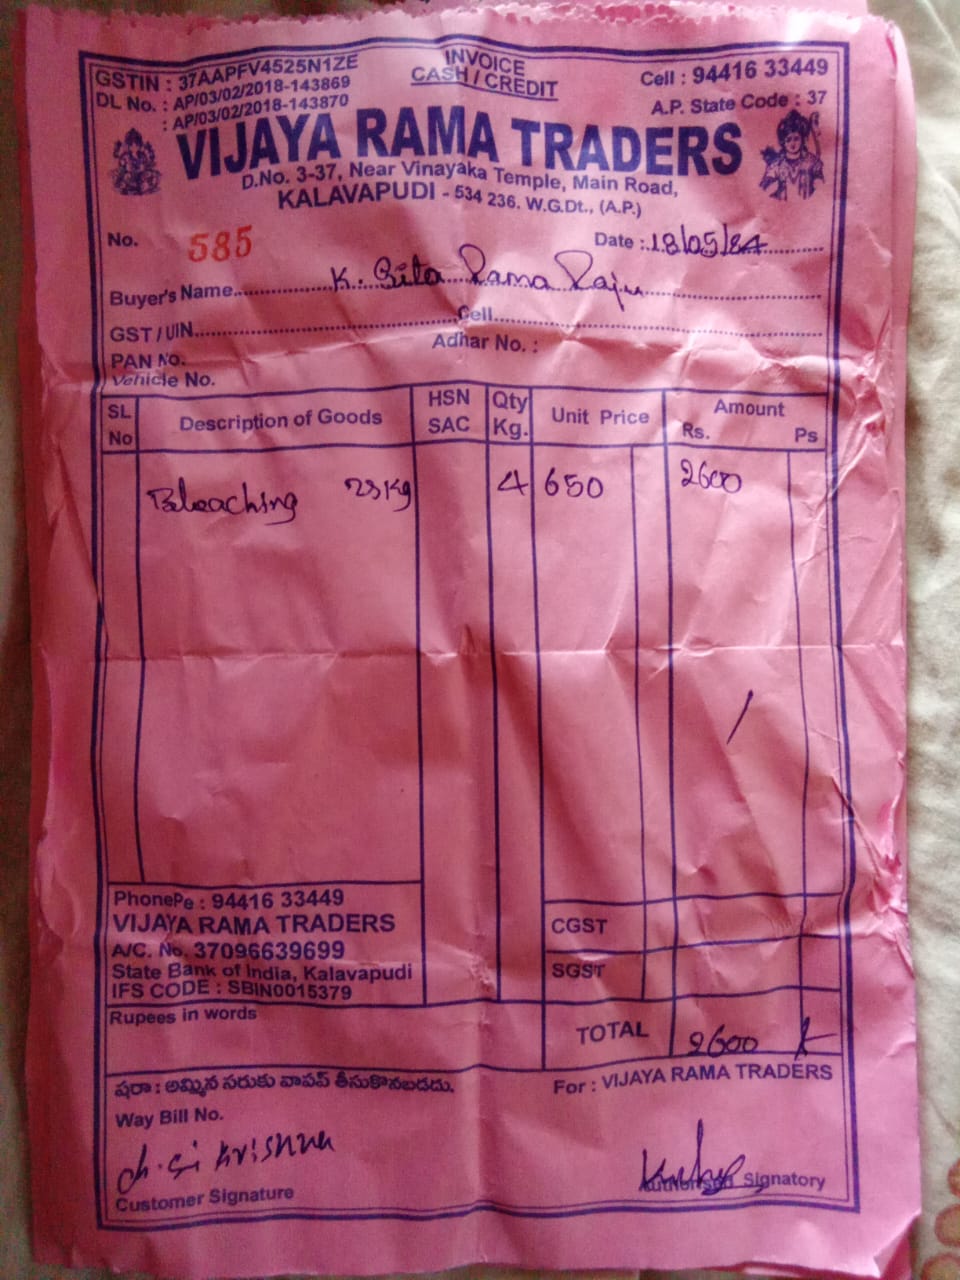 GSTIN : 37AAPFV4525N1ZE
INVOICE
Cell : 94416 33449
DL No. : AP/03/02/2018-143869
CASH / CREDIT
A.P. State Code : 37
: AP/03/02/2018-143870
VIJAYA RAMA TRADERS
D.No. 3-37, Near Vinayaka Temple, Main Road,
KALAVAPUDI - 534 236. W.G.Dt., (A.P.)
No. 585
Date : 18/05/24
Buyer's Name K. Sita Rama Raju
GST / UIN Cell
PAN No. Adhar No. :
Vehicle No.
SL No Description of Goods HSN SAC Qty Kg. Unit Price Amount Rs. Ps
Bleaching 25Kg 4 650 2600
PhonePe : 94416 33449
VIJAYA RAMA TRADERS
A/C. No. 37096639699
State Bank of India, Kalavapudi
IFS CODE : SBIN0015379
CGST
SGST
Rupees in words
TOTAL 2600
షరా : అమ్మిన సరుకు వాపప్ తీసుకొనబడదు.
For : VIJAYA RAMA TRADERS
Way Bill No.
Customer Signature
Authorised Signatory